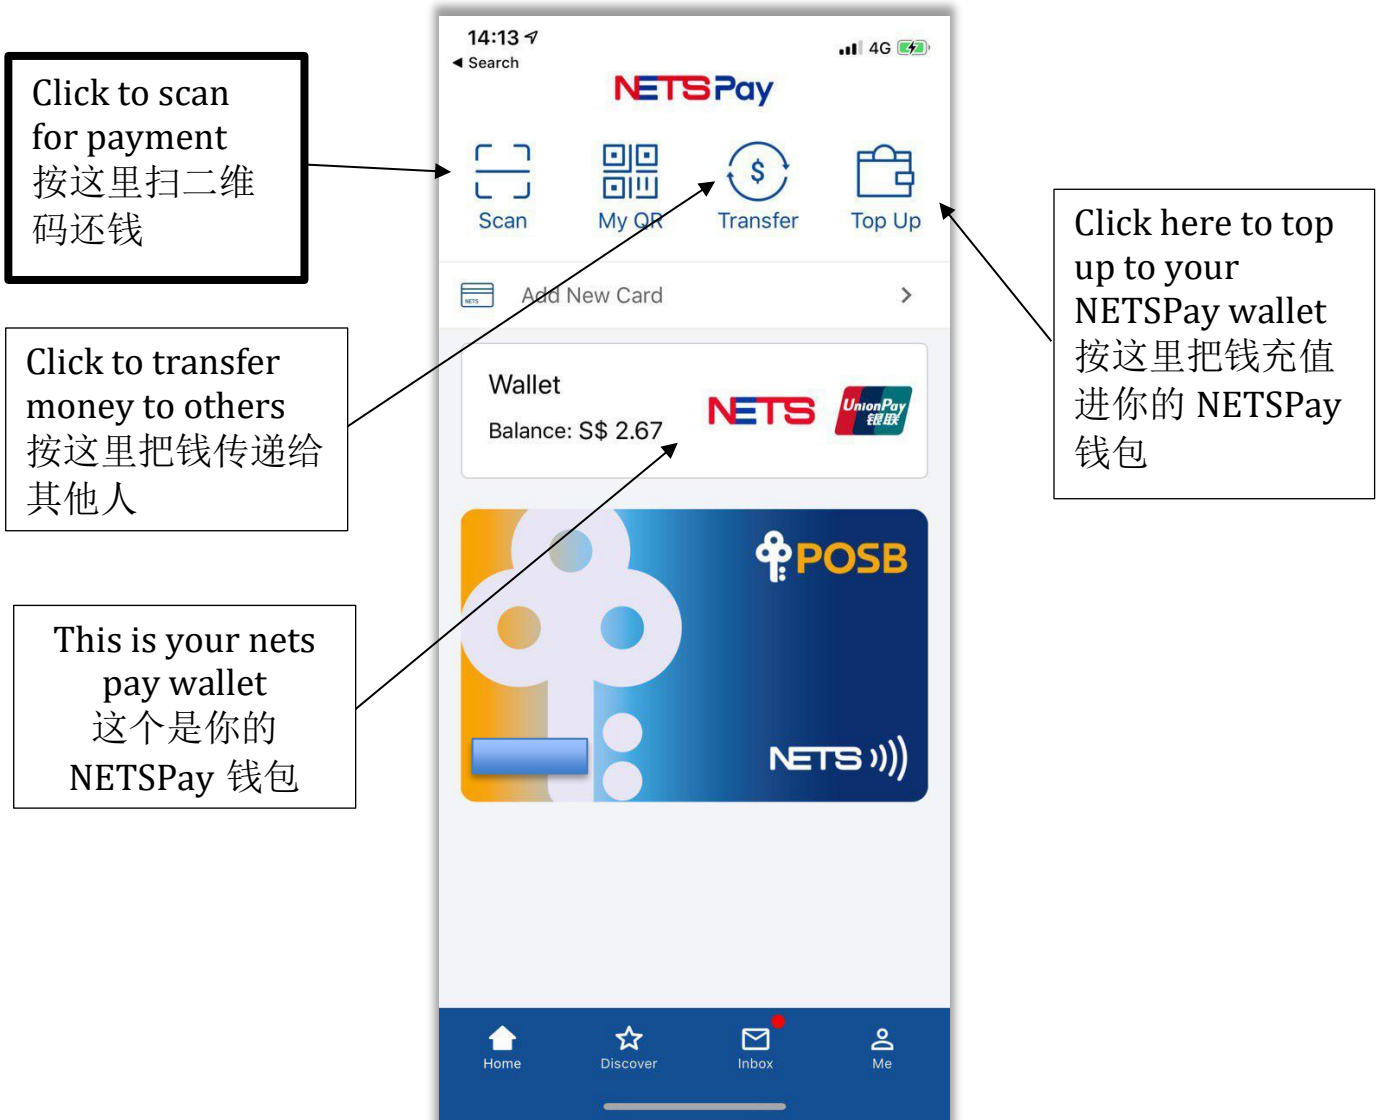 Click to scan
for payment
按这里扫二维
码还钱
Click to transfer
money to others
按这里把钱传递给
其他人
This is your nets
pay wallet
这个是你的
NETSPay 钱包
14:13
4G
◀ Search
NETSPay
Scan
My QR
Transfer
Top Up
NETS
Add New Card
Wallet
Balance: S$ 2.67
NETS
UnionPay
银联
POSB
NETS
Home
Discover
Inbox
Me
Click here to top
up to your
NETSPay wallet
按这里把钱充值
进你的 NETSPay
钱包